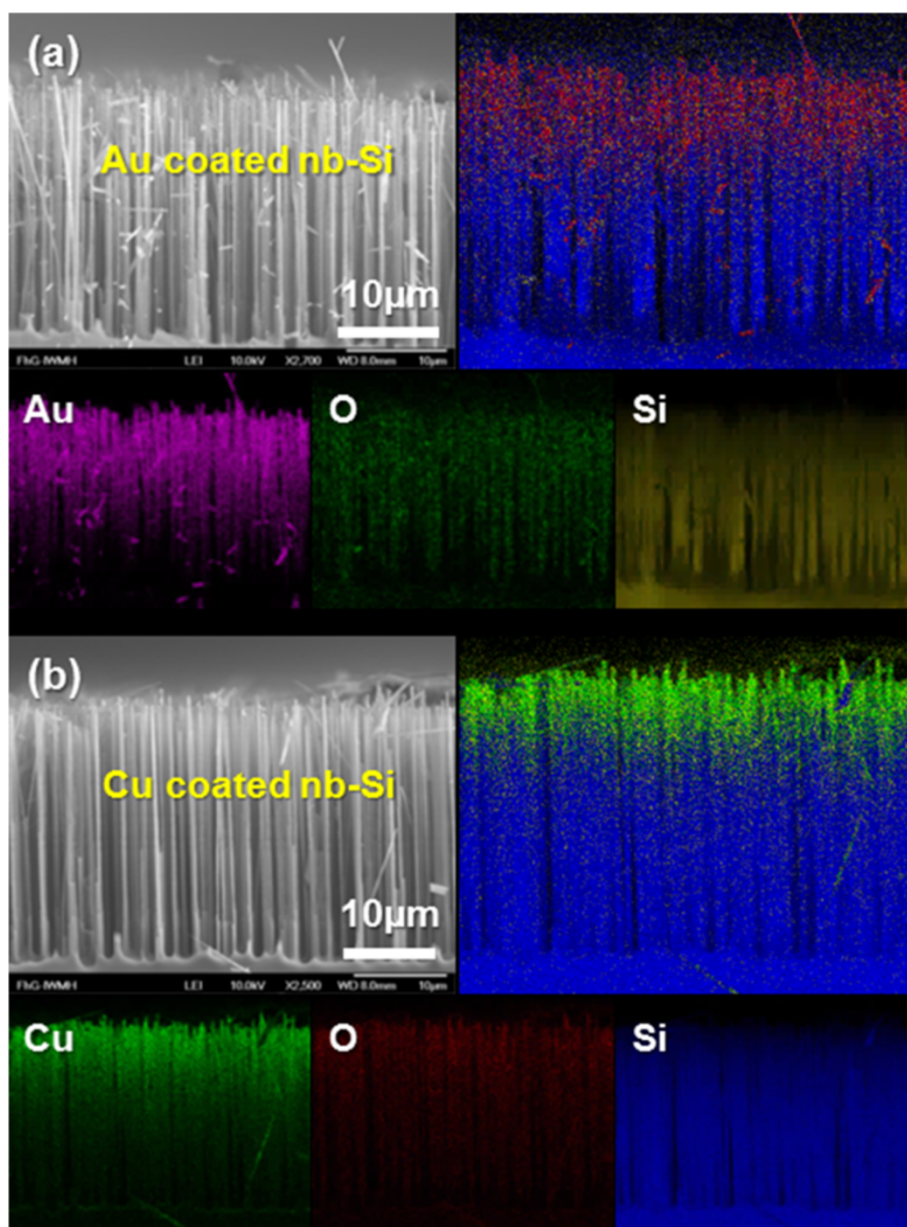 (a)
Au coated nb-Si
10µm
FhG-IWMH LEI 10.0kV X2,700 WD 8.0mm 10µm
Au O Si
(b)
Cu coated nb-Si
10µm
FhG-IWMH LEI 10.0kV X2,500 WD 8.0mm 10µm
Cu O Si